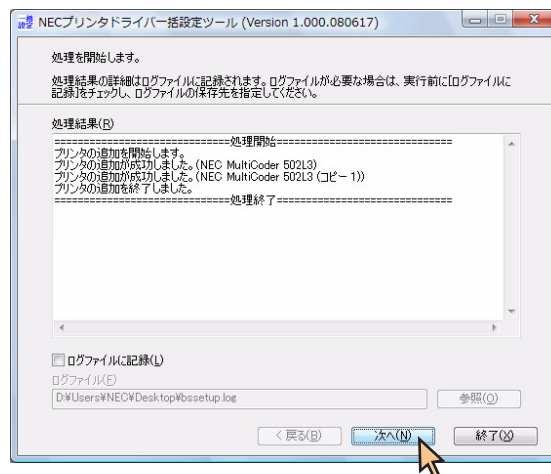 NECプリンタドライバー括設定ツール (Version 1.000.080617)
処理を開始します。
処理結果の詳細はログファイルに記録されます。ログファイルが必要な場合は、実行前に[ログファイルに
記録]をチェックし、ログファイルの保存先を指定してください。
処理結果(R)
==============================処理開始==============================
プリンタの追加を開始します。
プリンタの追加が成功しました。(NEC MultiCoder 502L3)
プリンタの追加が成功しました。(NEC MultiCoder 502L3 (コピー 1))
プリンタの追加を終了しました。
==============================処理終了==============================
ログファイルに記録(L)
ログファイル(F)
D:¥Users¥NEC¥Desktop¥bssetup.log
参照(O)
< 戻る(B)
次へ(N)
終了(X)